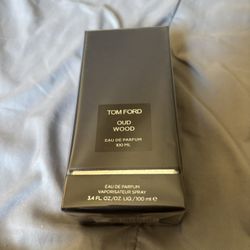 TOM FORD
OUD
WOOD
EAU DE PARFUM
100 ML
EAU DE PARFUM
VAPORISATEUR SPRAY
3.4 FL.OZ./OZ. LIQ./100 ml e